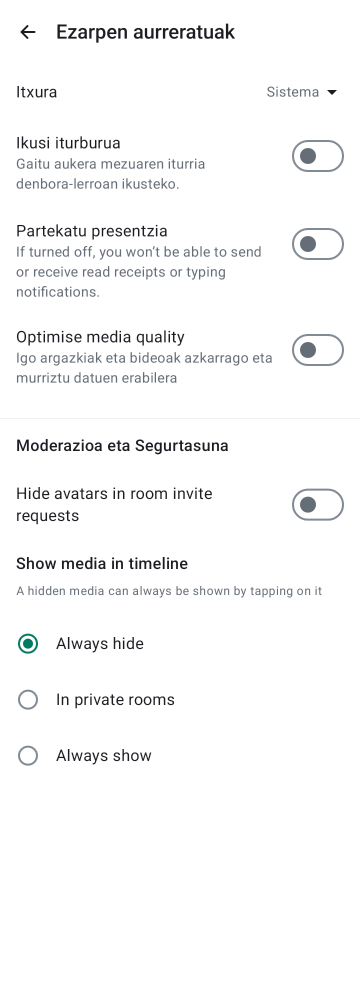 Ezarpen aurreratuak
Itxura
Sistema
Ikusi iturburua
Gaitu aukera mezuaren iturria
denbora-lerroan ikusteko.
Partekatu presentzia
If turned off, you won’t be able to send
or receive read receipts or typing
notifications.
Optimise media quality
Igo argazkiak eta bideoak azkarrago eta
murriztu datuen erabilera
Moderazioa eta Segurtasuna
Hide avatars in room invite
requests
Show media in timeline
A hidden media can always be shown by tapping on it
Always hide
In private rooms
Always show